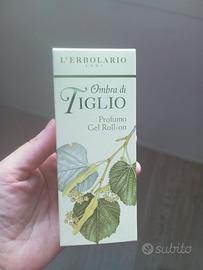 L'ERBOLARIO
LODI
Ombra di
TIGLIO
Profumo
Gel Roll-on
subito